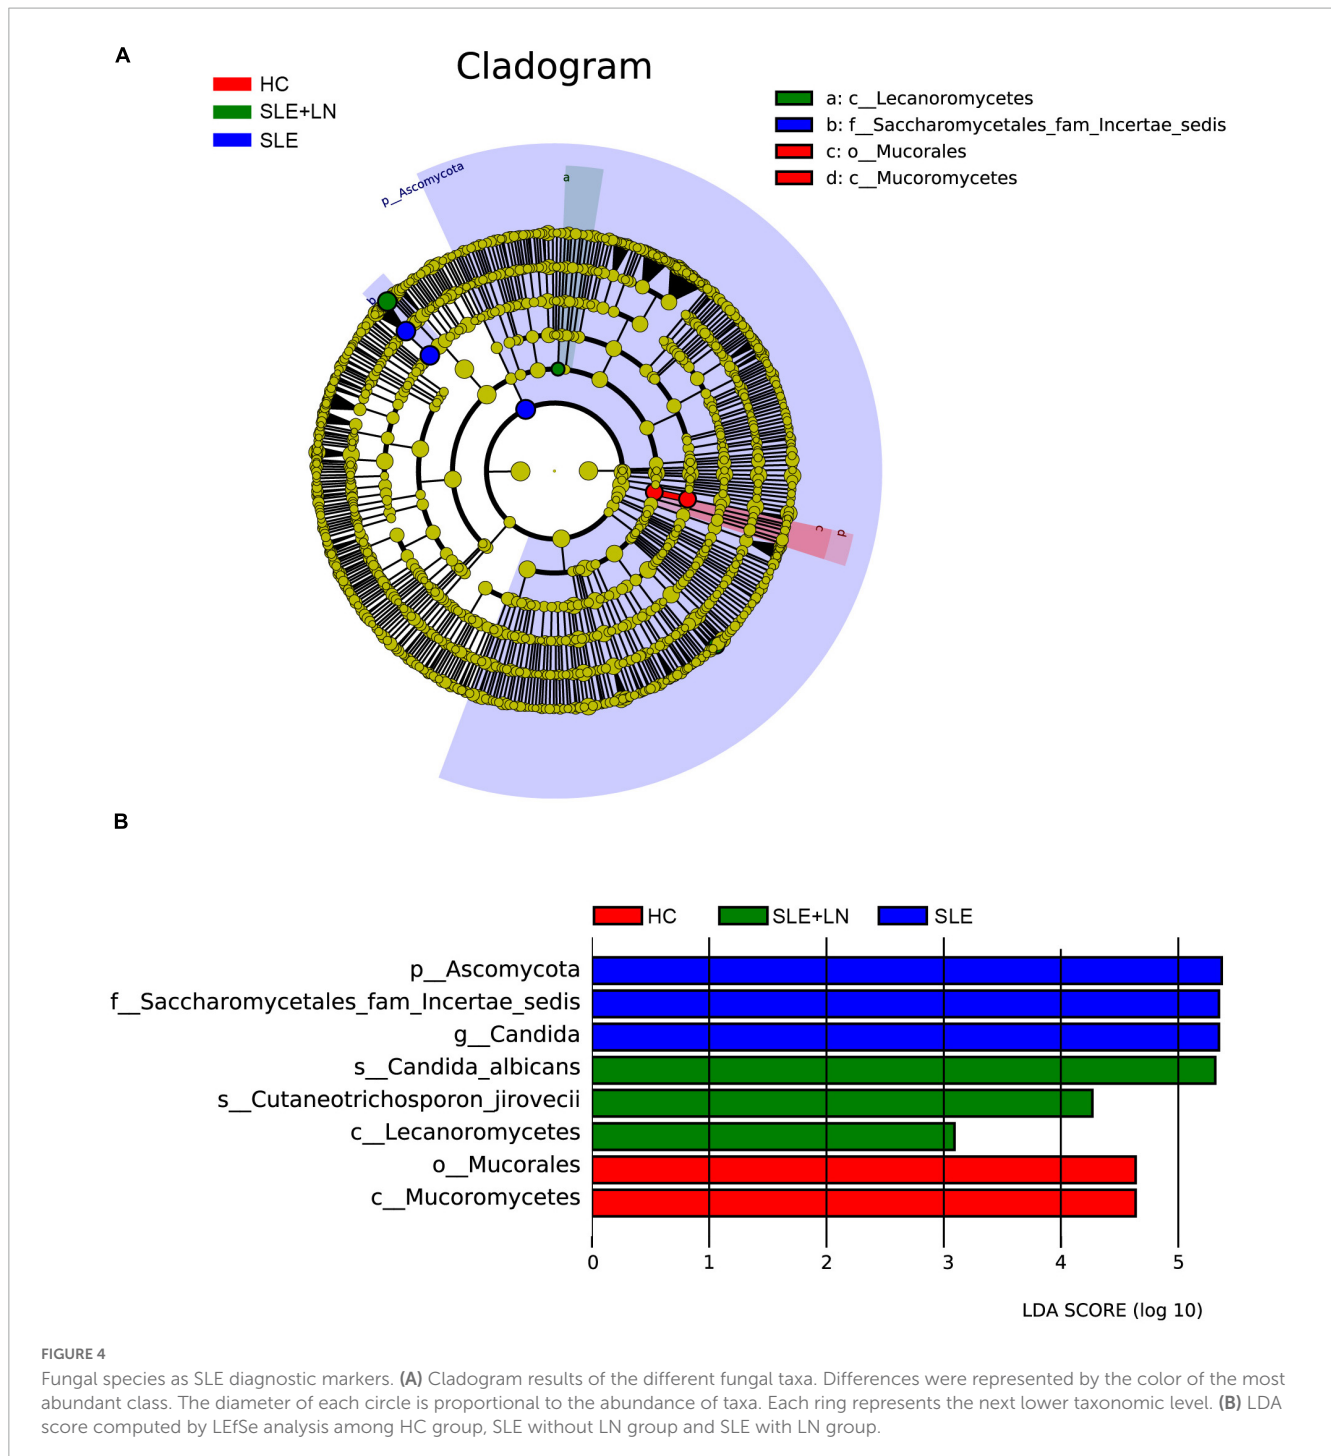 A
Cladogram
HC
SLE+LN
SLE
a: c__Lecanoromycetes
b: f__Saccharomycetales_fam_Incertae_sedis
c: o__Mucorales
d: c__Mucoromycetes
p__Ascomycota
a
b
c
d
B
HC
SLE+LN
SLE
p__Ascomycota
f__Saccharomycetales_fam_Incertae_sedis
g__Candida
s__Candida_albicans
s__Cutaneotrichosporon_jirovecii
c__Lecanoromycetes
o__Mucorales
c__Mucoromycetes
0 1 2 3 4 5
LDA SCORE (log 10)
FIGURE 4
Fungal species as SLE diagnostic markers. (A) Cladogram results of the different fungal taxa. Differences were represented by the color of the most
abundant class. The diameter of each circle is proportional to the abundance of taxa. Each ring represents the next lower taxonomic level. (B) LDA
score computed by LEfSe analysis among HC group, SLE without LN group and SLE with LN group.